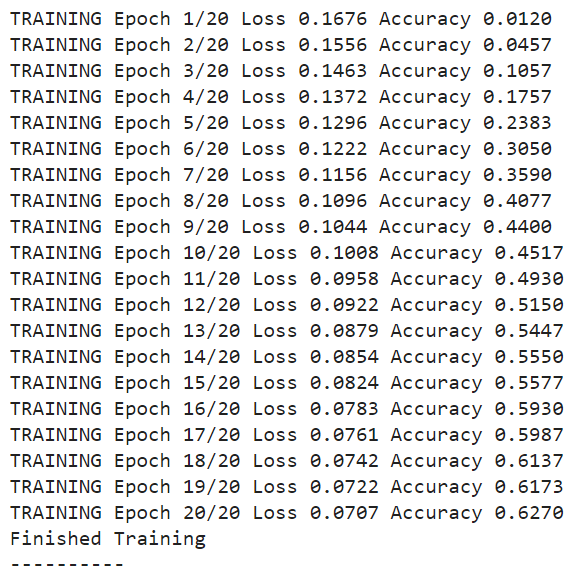 TRAINING Epoch 1/20 Loss 0.1676 Accuracy 0.0120
TRAINING Epoch 2/20 Loss 0.1556 Accuracy 0.0457
TRAINING Epoch 3/20 Loss 0.1463 Accuracy 0.1057
TRAINING Epoch 4/20 Loss 0.1372 Accuracy 0.1757
TRAINING Epoch 5/20 Loss 0.1296 Accuracy 0.2383
TRAINING Epoch 6/20 Loss 0.1222 Accuracy 0.3050
TRAINING Epoch 7/20 Loss 0.1156 Accuracy 0.3590
TRAINING Epoch 8/20 Loss 0.1096 Accuracy 0.4077
TRAINING Epoch 9/20 Loss 0.1044 Accuracy 0.4400
TRAINING Epoch 10/20 Loss 0.1008 Accuracy 0.4517
TRAINING Epoch 11/20 Loss 0.0958 Accuracy 0.4930
TRAINING Epoch 12/20 Loss 0.0922 Accuracy 0.5150
TRAINING Epoch 13/20 Loss 0.0879 Accuracy 0.5447
TRAINING Epoch 14/20 Loss 0.0854 Accuracy 0.5550
TRAINING Epoch 15/20 Loss 0.0824 Accuracy 0.5577
TRAINING Epoch 16/20 Loss 0.0783 Accuracy 0.5930
TRAINING Epoch 17/20 Loss 0.0761 Accuracy 0.5987
TRAINING Epoch 18/20 Loss 0.0742 Accuracy 0.6137
TRAINING Epoch 19/20 Loss 0.0722 Accuracy 0.6173
TRAINING Epoch 20/20 Loss 0.0707 Accuracy 0.6270
Finished Training
----------